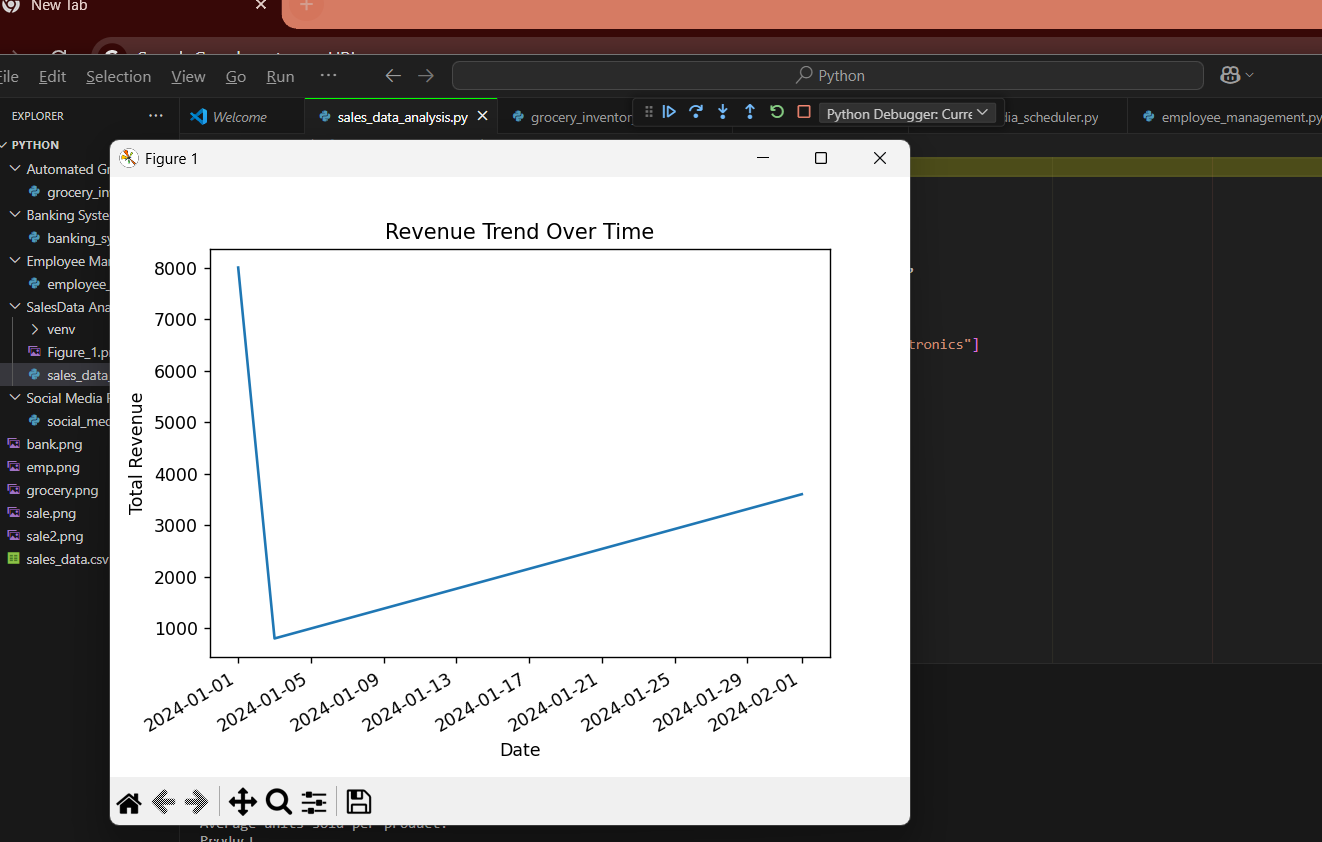 New Tab
File Edit Selection View Go Run ···
Python
EXPLORER ···
Welcome
sales_data_analysis.py
grocery_inventor
Python Debugger: Curre
dia_scheduler.py
employee_management.py
PYTHON
Automated Gr
grocery_in
Banking Syste
banking_sy
Employee Ma
employee_
SalesData Ana
venv
Figure_1.p
sales_data_
Social Media P
social_med
bank.png
emp.png
grocery.png
sale.png
sale2.png
sales_data.csv
Figure 1
Revenue Trend Over Time
8000
7000
6000
5000
4000
3000
2000
1000
Total Revenue
2024-01-01
2024-01-05
2024-01-09
2024-01-13
2024-01-17
2024-01-21
2024-01-25
2024-01-29
2024-02-01
Date
,
tronics"]
Average units sold per product:
Product